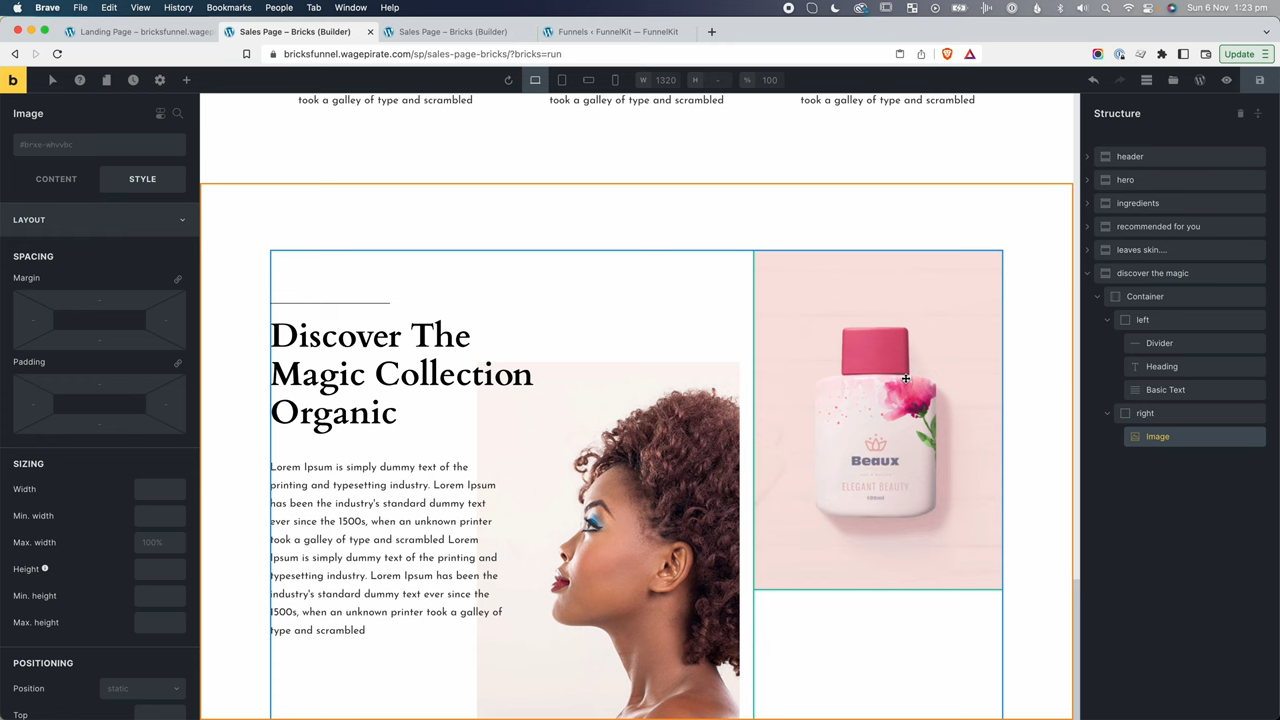 Brave File Edit View History Bookmarks People Tab Window Help Sun 6 Nov 1:23 pm
Landing Page – bricksfunnel.wagepi Sales Page – Bricks (Builder) Sales Page – Bricks (Builder) Funnels ‹ FunnelKit — FunnelKit
bricksfunnel.wagepirate.com/sp/sales-page-bricks/?bricks=run Update
b W 1320 H - % 100
Image
#brxe-whvvbc
CONTENT STYLE
LAYOUT
SPACING
Margin
Padding
SIZING
Width
Min. width
Max. width 100%
Height
Min. height
Max. height
POSITIONING
Position static
Top
took a galley of type and scrambled took a galley of type and scrambled took a galley of type and scrambled
Discover The
Magic Collection
Organic
Lorem Ipsum is simply dummy text of the
printing and typesetting industry. Lorem Ipsum
has been the industry's standard dummy text
ever since the 1500s, when an unknown printer
took a galley of type and scrambled Lorem
Ipsum is simply dummy text of the printing and
typesetting industry. Lorem Ipsum has been the
industry's standard dummy text ever since the
1500s, when an unknown printer took a galley of
type and scrambled
Beaux
ELEGANT BEAUTY
100ml
Structure
header
hero
ingredients
recommended for you
leaves skin....
discover the magic
Container
left
Divider
Heading
Basic Text
right
Image